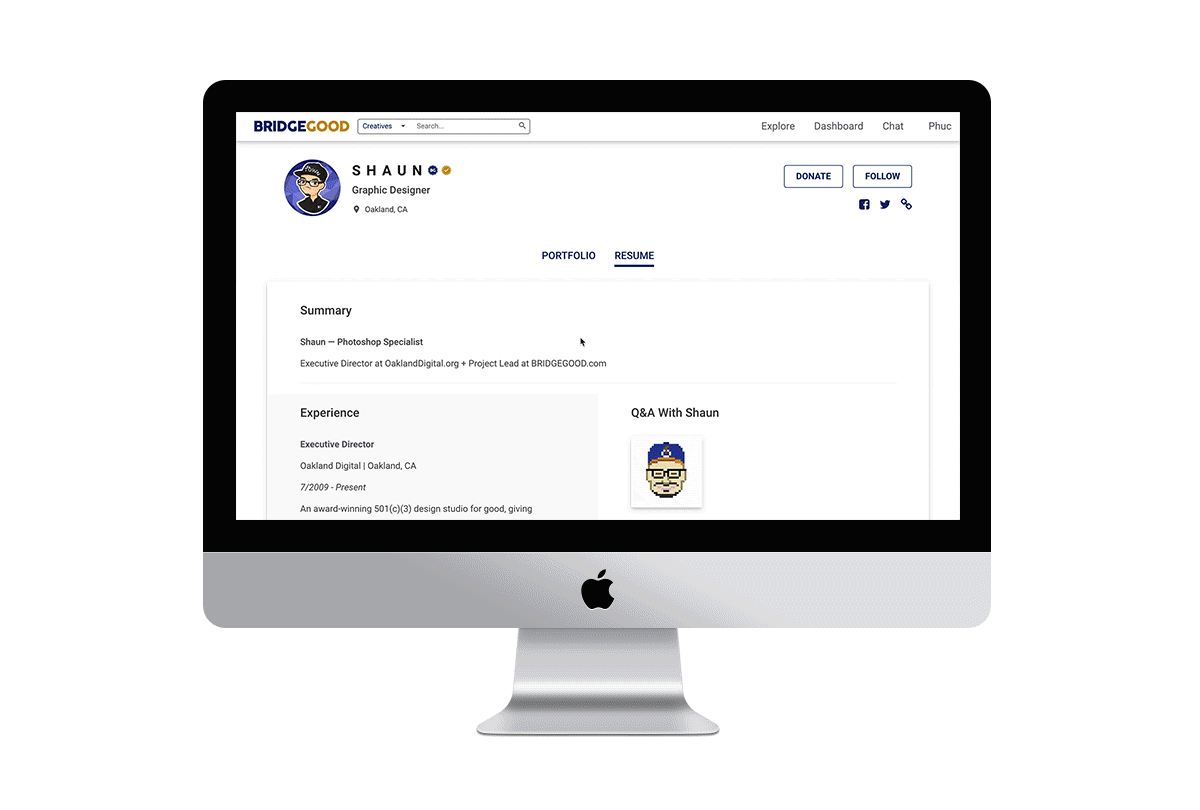 BRIDGEGOOD Creatives Search... Explore Dashboard Chat Phuc
SHAUN
Graphic Designer
Oakland, CA
DONATE FOLLOW
PORTFOLIO RESUME
Summary
Shaun — Photoshop Specialist
Executive Director at OaklandDigital.org + Project Lead at BRIDGEGOOD.com
Experience
Executive Director
Oakland Digital | Oakland, CA
7/2009 - Present
An award-winning 501(c)(3) design studio for good, giving
Q&A With Shaun